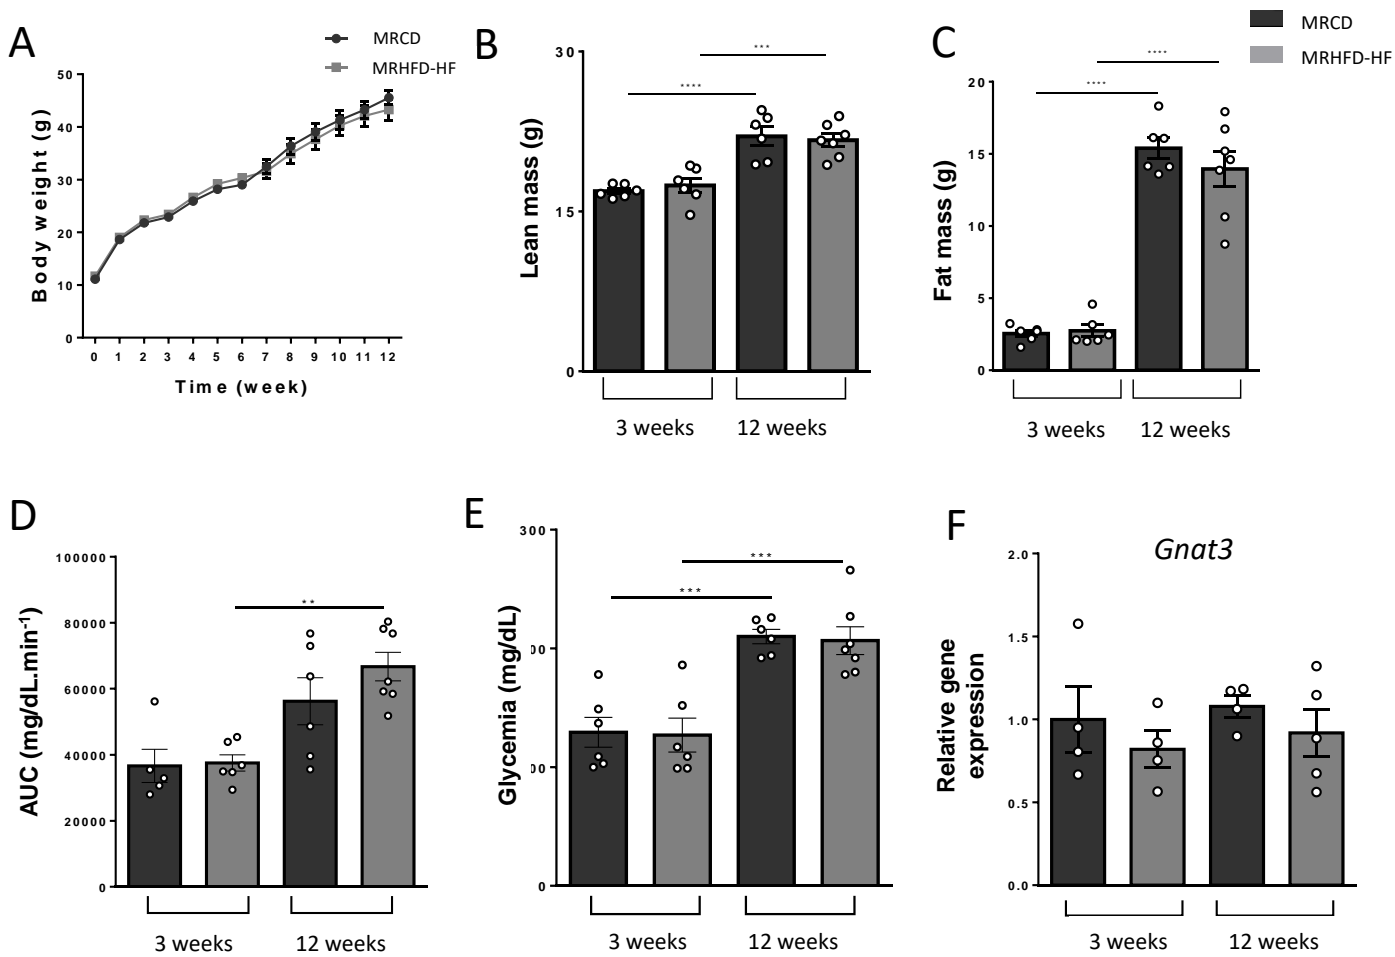 A
MRCD
MRHFD-HF
Body weight (g)
50
40
30
20
10
0
0 1 2 3 4 5 6 7 8 9 10 11 12
Time (week)
B
Lean mass (g)
30
15
0
***
****
3 weeks 12 weeks
C
MRCD
MRHFD-HF
Fat mass (g)
20
15
10
5
0
****
****
3 weeks 12 weeks
D
AUC (mg/dL.min-1)
100000
80000
60000
40000
20000
0
**
3 weeks 12 weeks
E
Glycemia (mg/dL)
300
00
00
0
***
***
3 weeks 12 weeks
F
Gnat3
Relative gene
expression
2.0
1.5
1.0
0.5
0.0
3 weeks 12 weeks